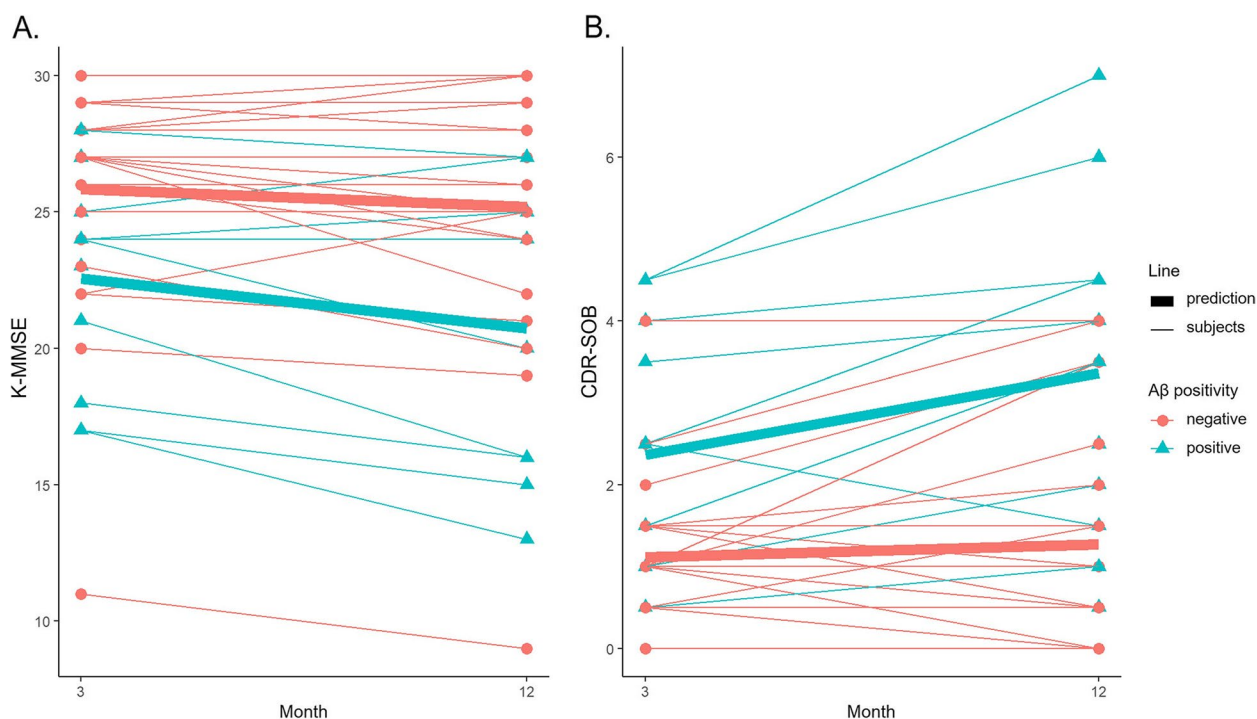 A.
K-MMSE
30
25
20
15
10
3
12
Month
B.
CDR-SOB
6
4
2
0
3
12
Month
Line
prediction
subjects
Aβ positivity
negative
positive